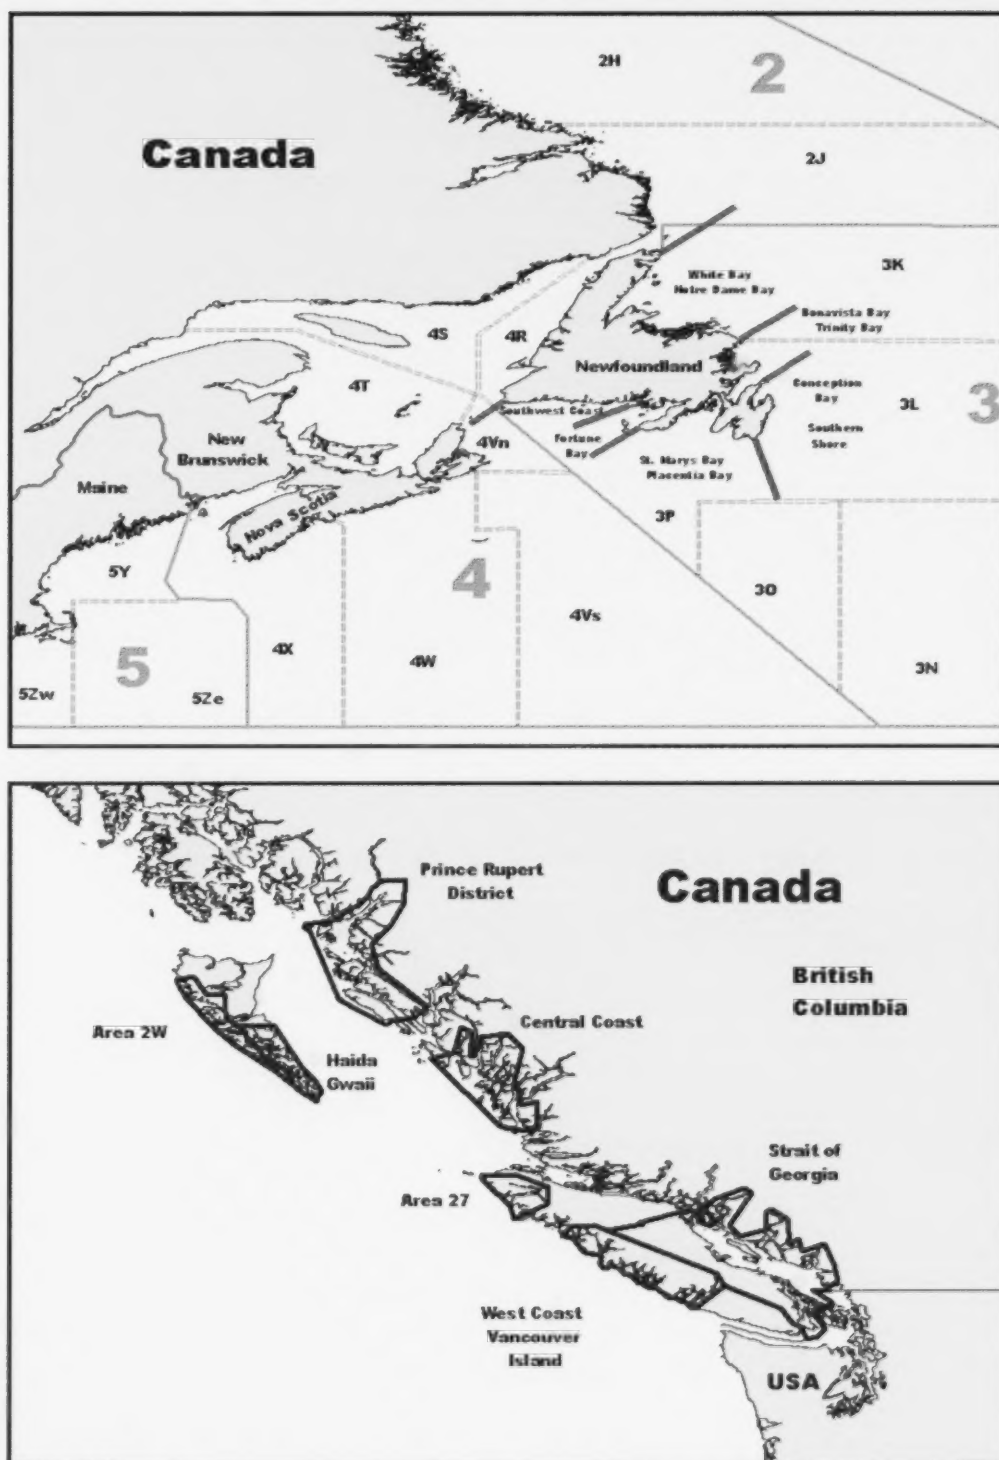 2H
2
Canada
2J
White Bay
Notre Dame Bay
3K
Bonavista Bay
Trinity Bay
4S
4R
Newfoundland
4T
Conception
Bay
3L
3
Southwest Coast
4Vn
Fortune
Bay
Southern
Shore
New
Brunswick
St. Marys Bay
Placentia Bay
Maine
Nova Scotia
3P
5Y
4
3O
4Vs
5
4X
4W
3N
5Zw
5Ze
Prince Rupert
District
Canada
British
Columbia
Area 2W
Central Coast
Haida
Gwaii
Strait of
Georgia
Area 27
West Coast
Vancouver
Island
USA